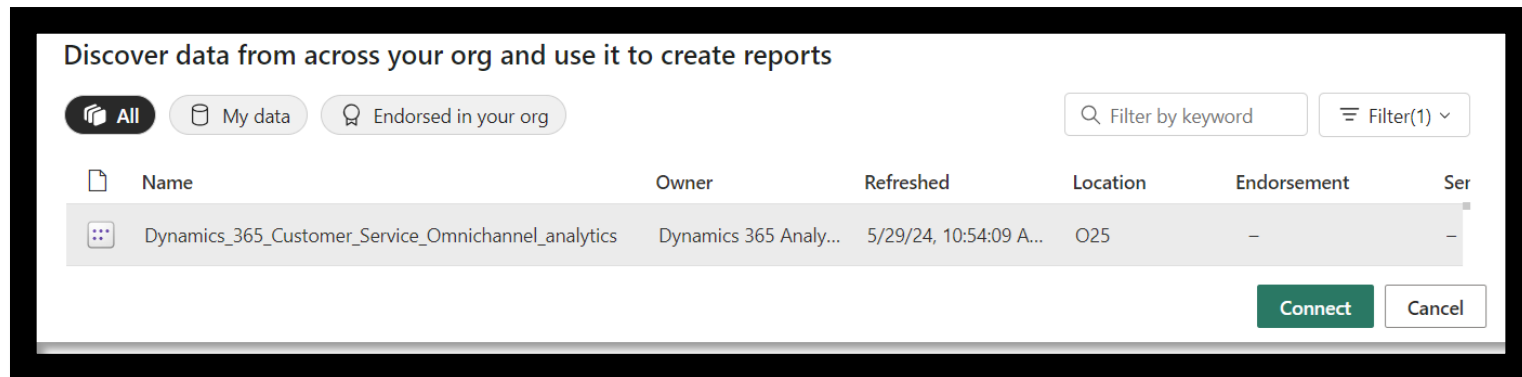 Discover data from across your org and use it to create reports
All My data Endorsed in your org Filter by keyword Filter(1)
Name Owner Refreshed Location Endorsement Ser
Dynamics_365_Customer_Service_Omnichannel_analytics Dynamics 365 Analy... 5/29/24, 10:54:09 A... O25 – –
Connect Cancel